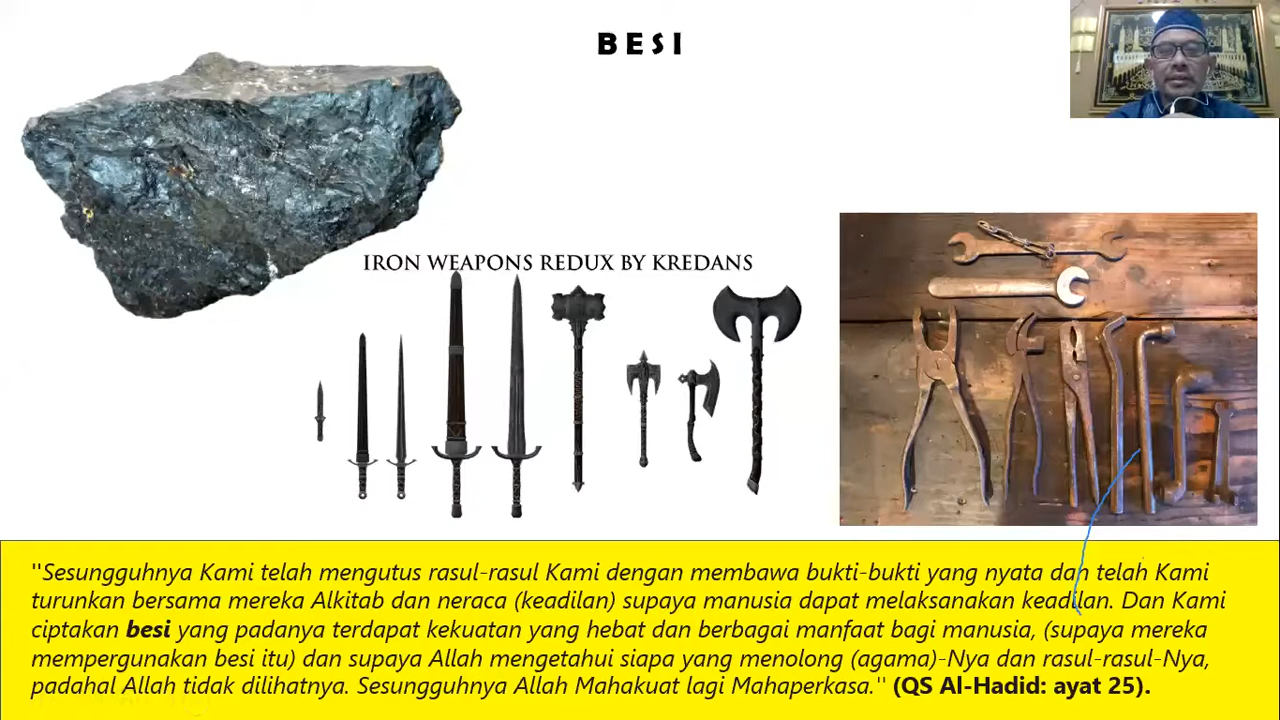 BESI
IRON WEAPONS REDUX BY KREDANS
"Sesungguhnya Kami telah mengutus rasul-rasul Kami dengan membawa bukti-bukti yang nyata dan telah Kami
turunkan bersama mereka Alkitab dan neraca (keadilan) supaya manusia dapat melaksanakan keadilan. Dan Kami
ciptakan besi yang padanya terdapat kekuatan yang hebat dan berbagai manfaat bagi manusia, (supaya mereka
mempergunakan besi itu) dan supaya Allah mengetahui siapa yang menolong (agama)-Nya dan rasul-rasul-Nya,
padahal Allah tidak dilihatnya. Sesungguhnya Allah Mahakuat lagi Mahaperkasa." (QS Al-Hadid: ayat 25).